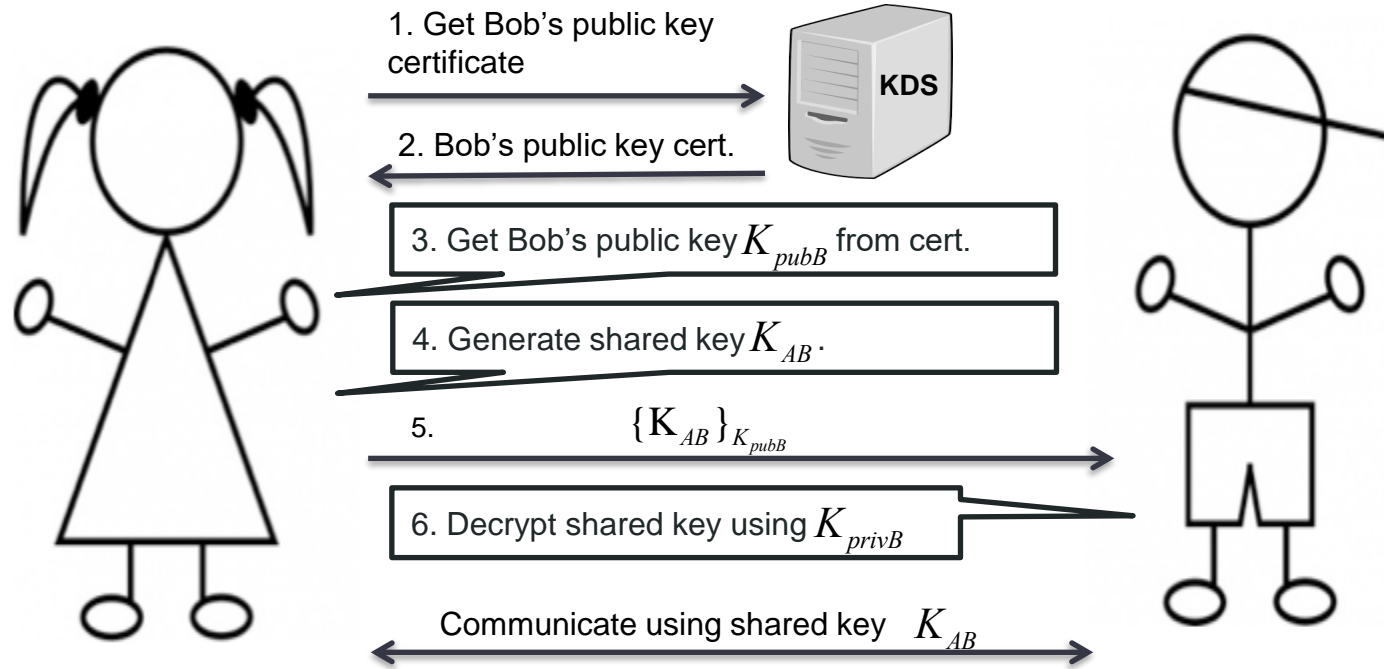 1. Get Bob's public key
certificate
KDS
2. Bob's public key cert.
3. Get Bob's public key K_pubB from cert.
4. Generate shared key K_AB.
5. {K_AB}_K_pubB
6. Decrypt shared key using K_privB
Communicate using shared key K_AB